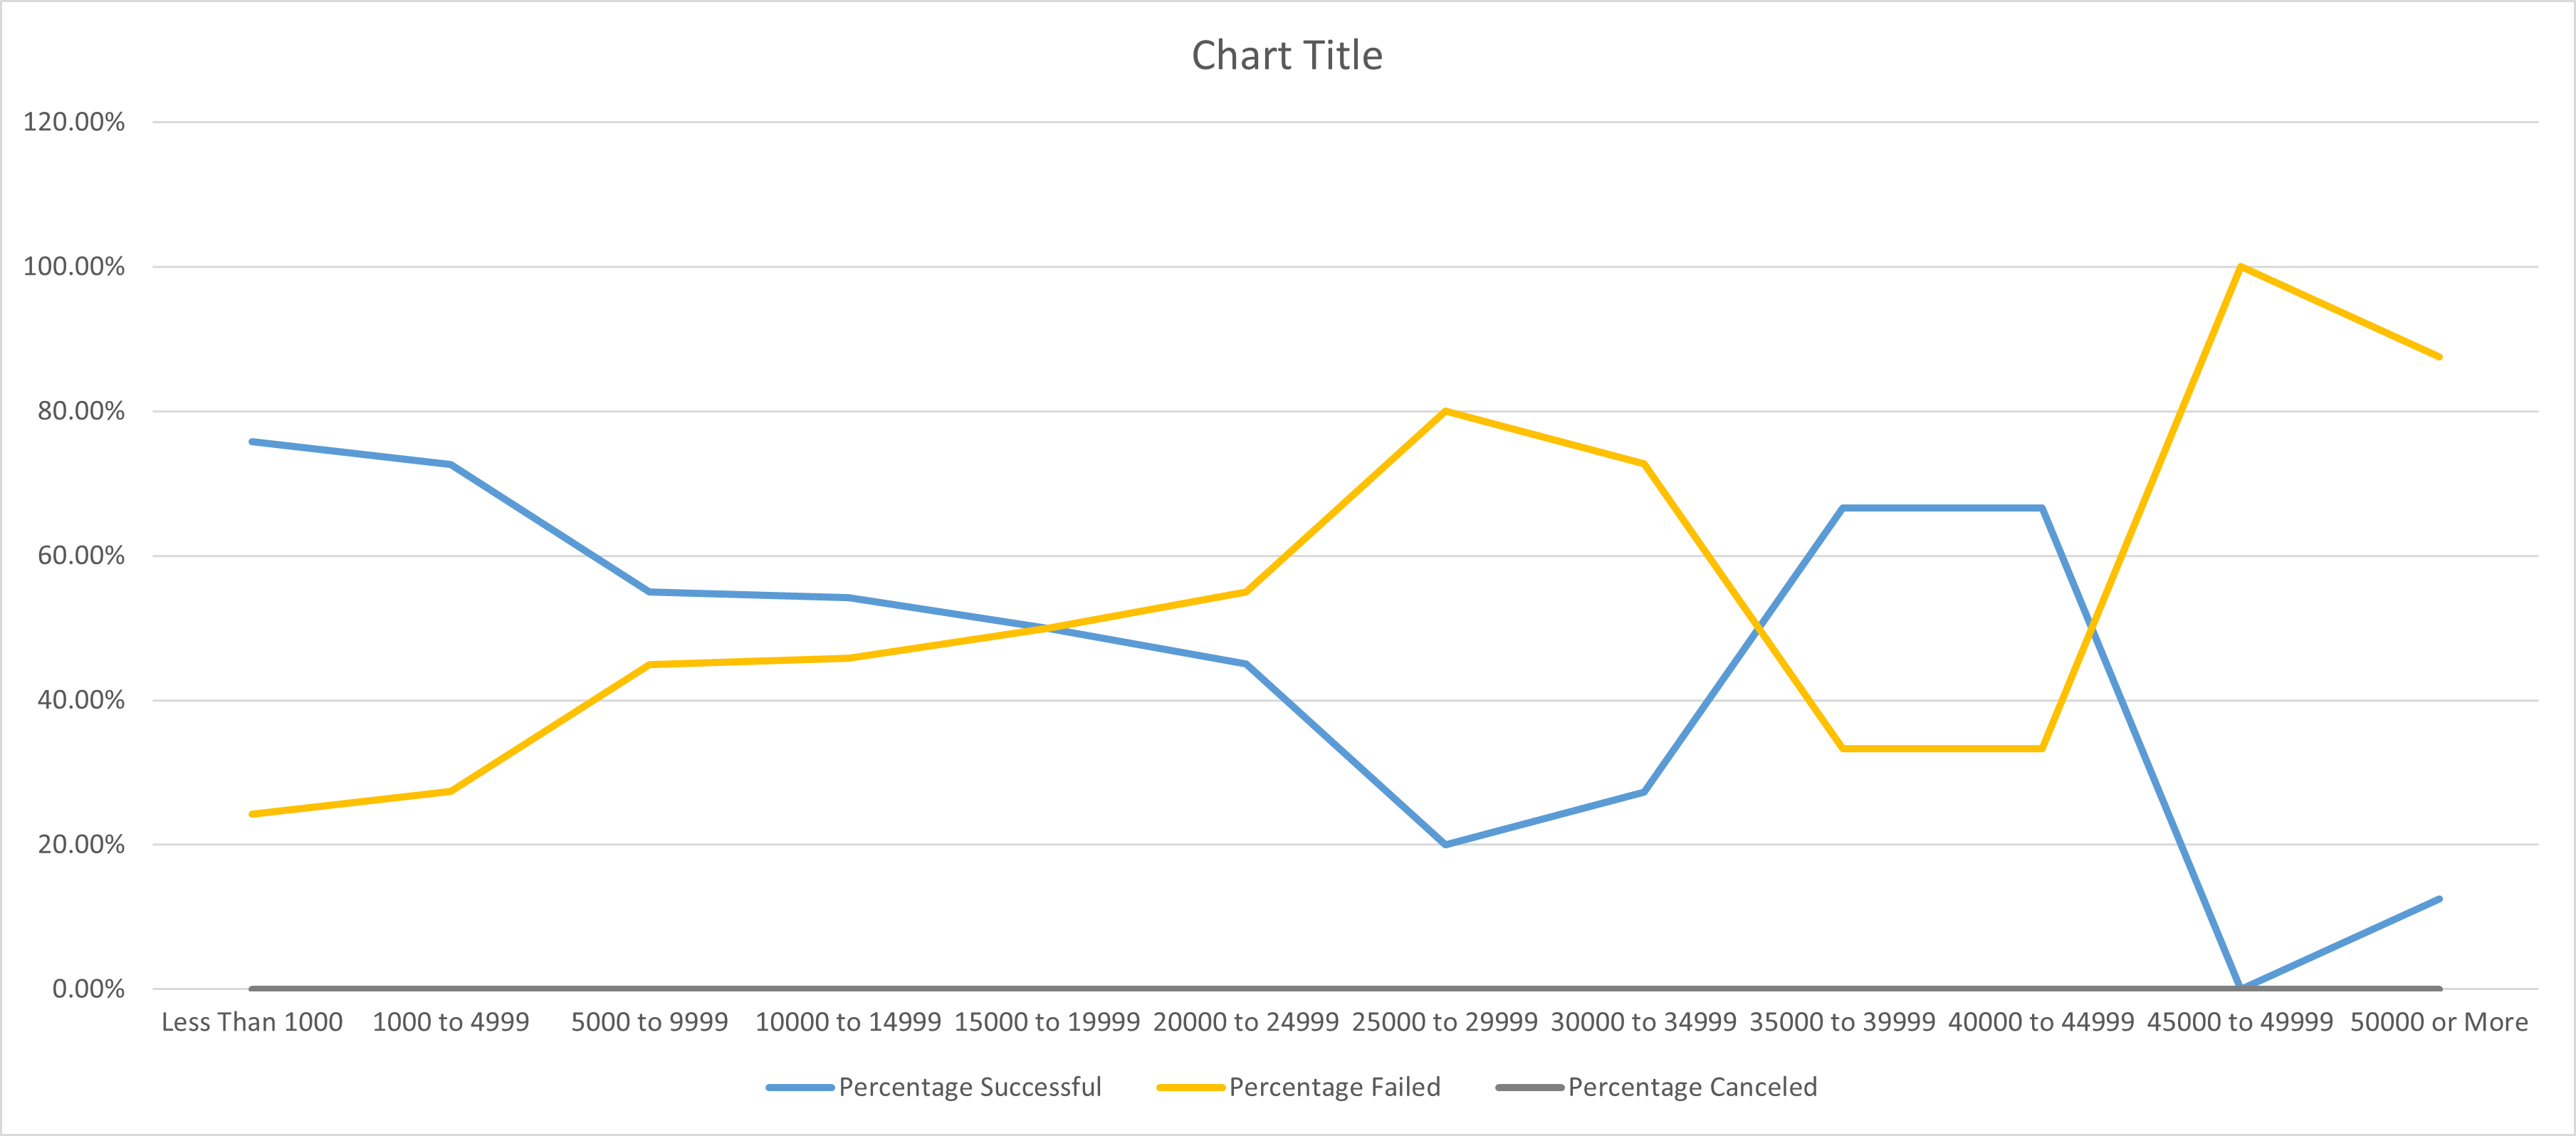 Chart Title
120.00%
100.00%
80.00%
60.00%
40.00%
20.00%
0.00%
Less Than 1000 1000 to 4999 5000 to 9999 10000 to 14999 15000 to 19999 20000 to 24999 25000 to 29999 30000 to 34999 35000 to 39999 40000 to 44999 45000 to 49999 50000 or More
Percentage Successful Percentage Failed Percentage Canceled